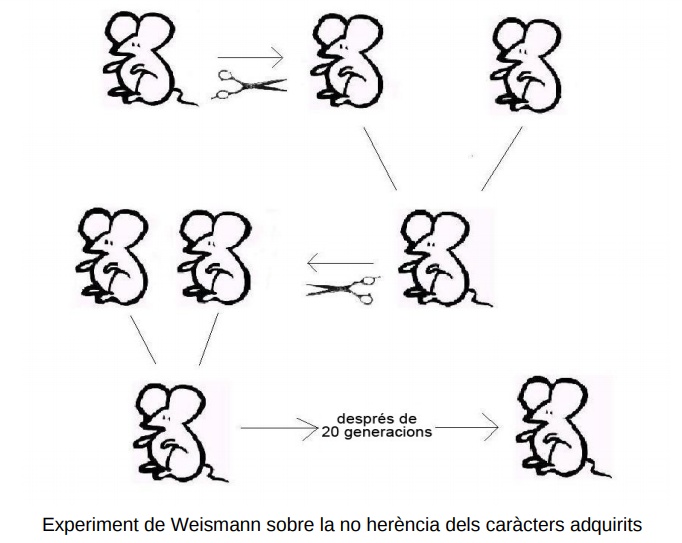 després de
20 generacions
Experiment de Weismann sobre la no herència dels caràcters adquirits